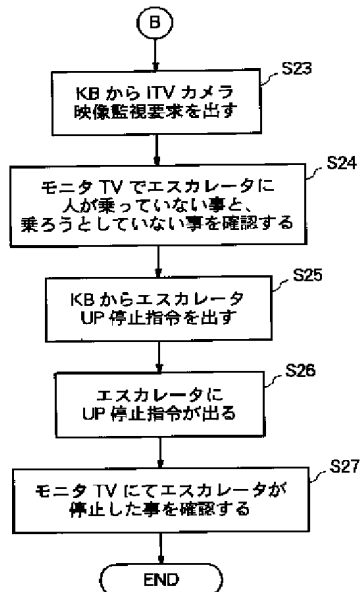 B
S23
KB から ITV カメラ
映像監視要求を出す
S24
モニタ TV でエスカレータに
人が乗っていない事と、
乗ろうとしていない事を確認する
S25
KB からエスカレータ
UP 停止指令を出す
S26
エスカレータに
UP 停止指令が出る
S27
モニタ TV にてエスカレータが
停止した事を確認する
END